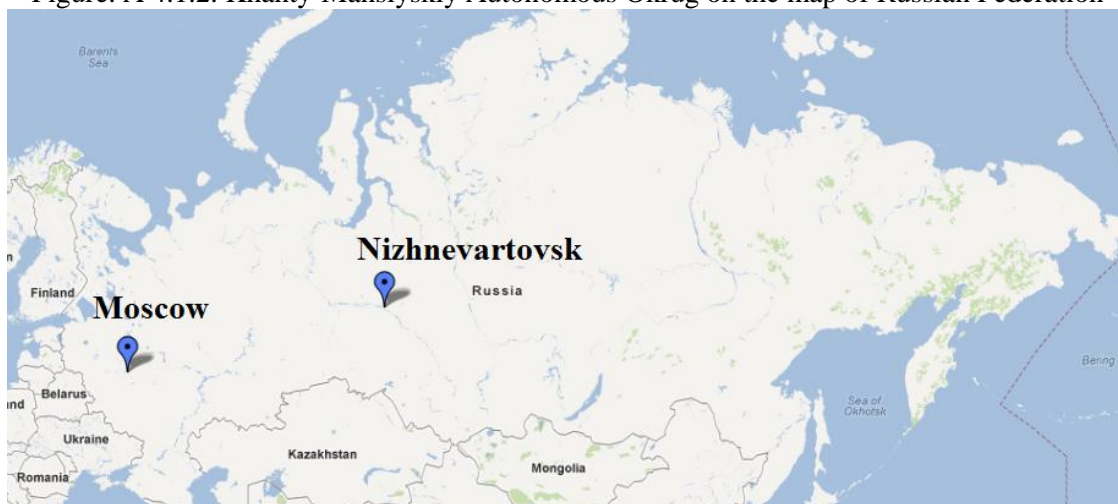 Figure. A 4.1.2. Khanty-Mansiyskiy Autonomous Okrug on the map of Russian Federation
Barents
Sea
Nizhnevartovsk
Russia
Finland
Moscow
Belarus
Ukraine
Romania
Kazakhstan
Mongolia
Sea of
Okhotsk
Bering